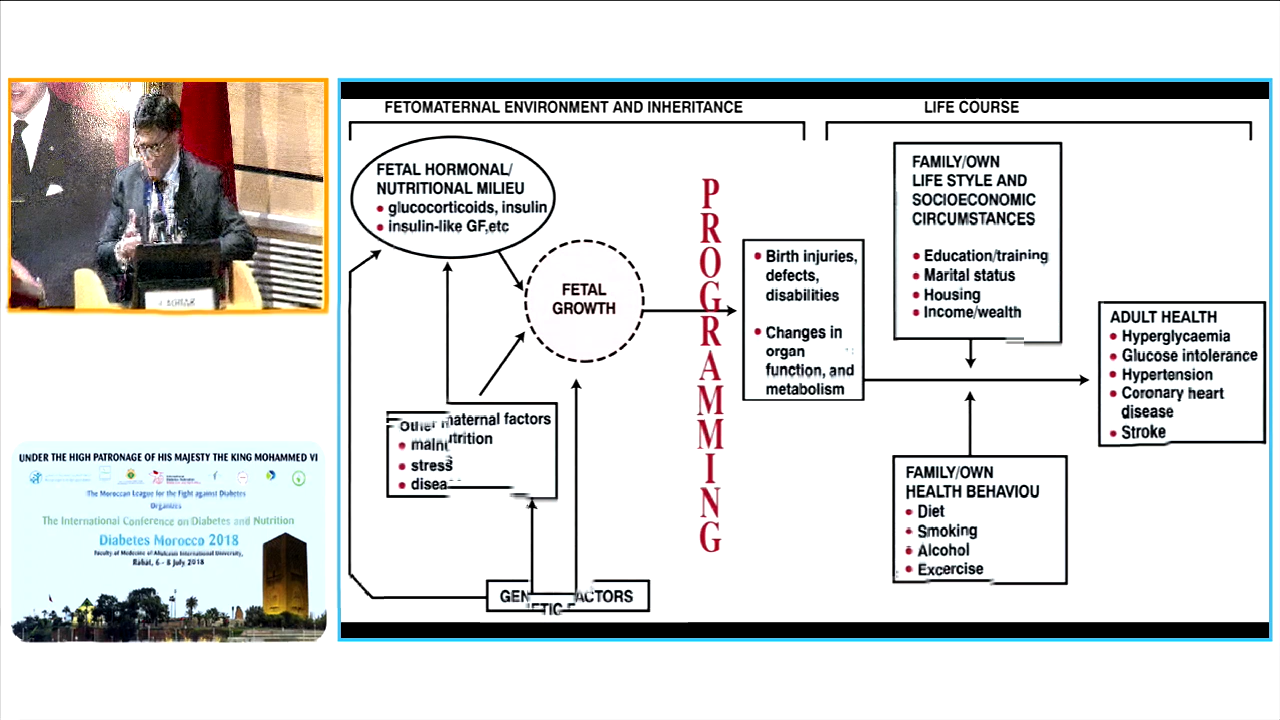 FETOMATERNAL ENVIRONMENT AND INHERITANCE
LIFE COURSE
FETAL HORMONAL/
NUTRITIONAL MILIEU
• glucocorticoids, insulin
• insulin-like GF,etc
FETAL
GROWTH
Other maternal factors
• stress
GENETIC FACTORS
PROGRAMMING
• Birth injuries,
defects,
disabilities
• Changes in
organ
function, and
metabolism
FAMILY/OWN
LIFE STYLE AND
SOCIOECONOMIC
CIRCUMSTANCES
• Education/training
• Marital status
• Housing
• Income/wealth
FAMILY/OWN
HEALTH BEHAVIOU
• Diet
• Smoking
• Alcohol
• Excercise
ADULT HEALTH
• Hyperglycaemia
• Glucose intolerance
• Hypertension
• Coronary heart
disease
• Stroke
UNDER THE HIGH PATRONAGE OF HIS MAJESTY THE KING MOHAMMED VI
The Moroccan League for the Fight against Diabetes
Organizes
The International Conference on Diabetes and Nutrition
Diabetes Morocco 2018
Faculty of Medicine of Abulcasis International University,
Rabat, 6 - 8 July 2018